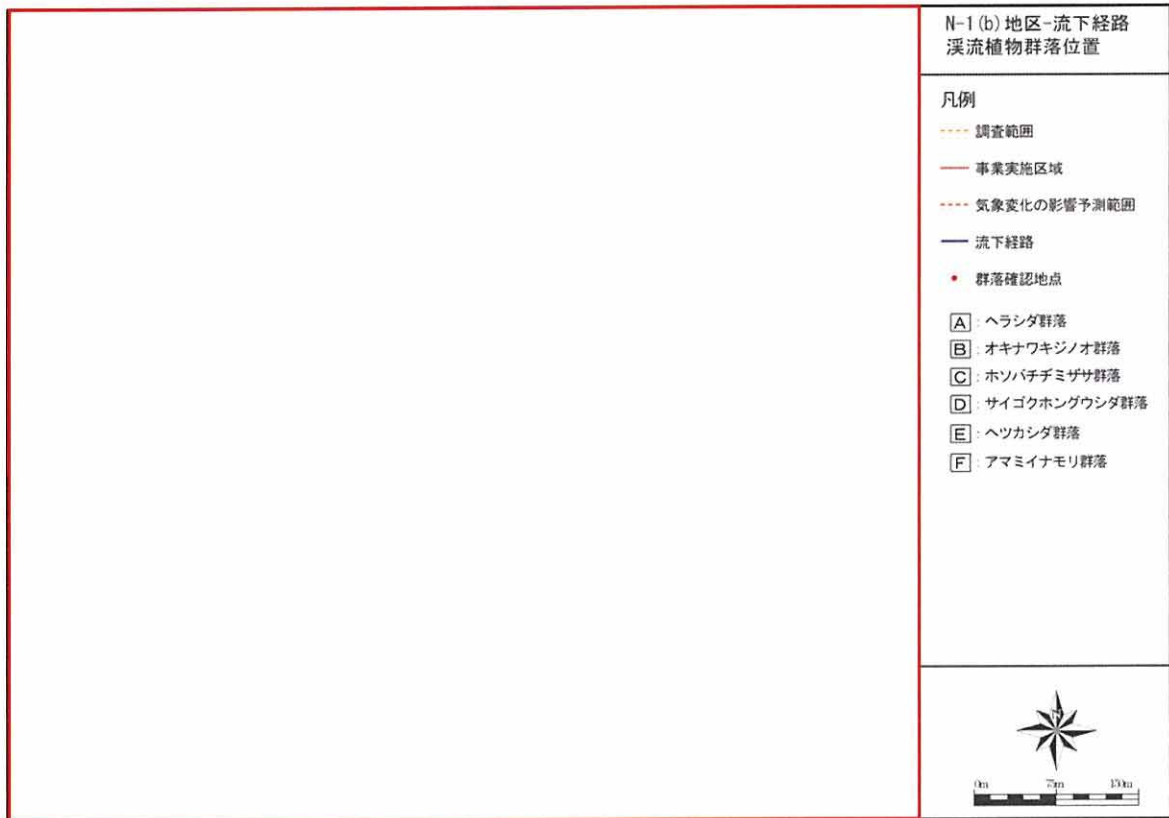 N-1(b)地区-流下経路
渓流植物群落位置
凡例
調査範囲
事業実施区域
気象変化の影響予測範囲
流下経路
群落確認地点
A：ヘラシダ群落
B：オキナワキジノオ群落
C：ホソバチヂミザサ群落
D：サイゴクホングウシダ群落
E：ヘツカシダ群落
F：アマミイナモリ群落
N
0m 75m 150m